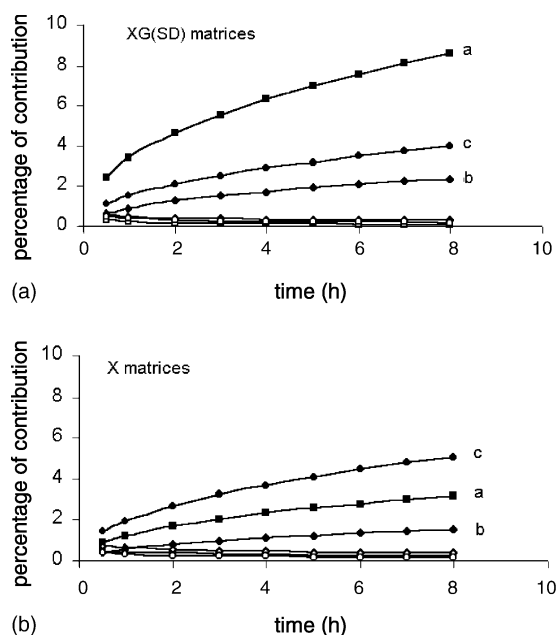 XG(SD) matrices
percentage of contribution
10
8
6
4
2
0
a
c
b
0 2 4 6 8 10
time (h)
(a)
X matrices
percentage of contribution
10
8
6
4
2
0
c
a
b
0 2 4 6 8 10
time (h)
(b)